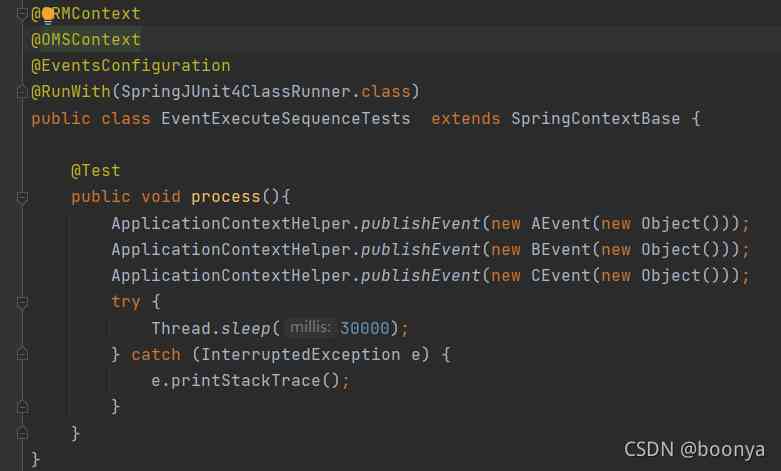 @ RMContext
@OMSContext
@EventsConfiguration
@RunWith(SpringJUnit4ClassRunner.class)
public class EventExecuteSequenceTests  extends SpringContextBase {
@Test
public void process(){
ApplicationContextHelper.publishEvent(new AEvent(new Object()));
ApplicationContextHelper.publishEvent(new BEvent(new Object()));
ApplicationContextHelper.publishEvent(new CEvent(new Object()));
try {
Thread.sleep( millis: 30000);
} catch (InterruptedException e) {
e.printStackTrace();
}
}
}
CSDN @boonya